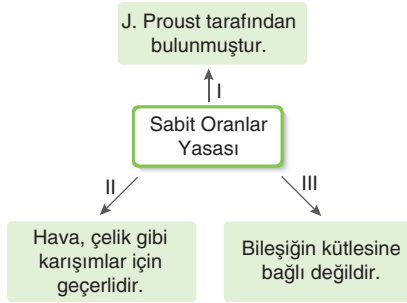 J. Proust tarafından
bulunmuştur.
I
Sabit Oranlar
Yasası
II
III
Hava, çelik gibi
karışımlar için
geçerlidir.
Bileşiğin kütlesine
bağlı değildir.